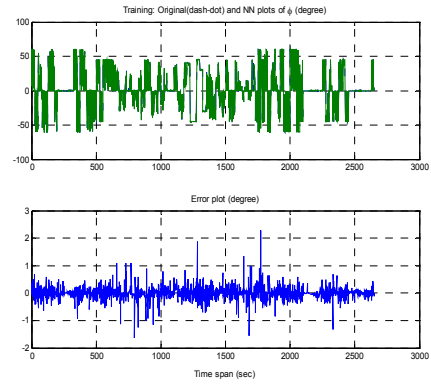 Training: Original(dash-dot) and NN plots of ϕ (degree)
100
50
0
-50
-100
0 500 1000 1500 2000 2500 3000
Error plot (degree)
3
2
1
0
-1
-2
0 500 1000 1500 2000 2500 3000
Time span (sec)